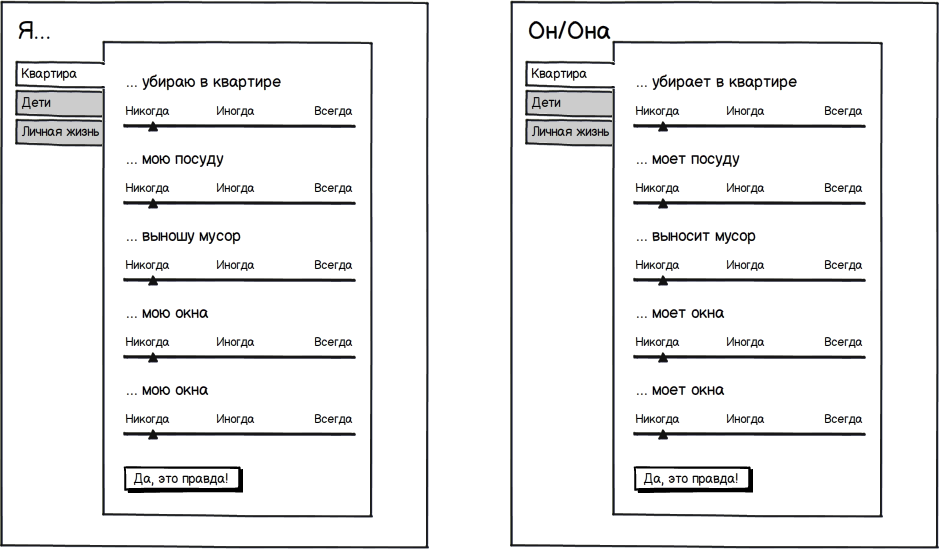 Я...
Квартира
Дети
Личная жизнь
... убираю в квартире
Никогда Иногда Всегда
... мою посуду
Никогда Иногда Всегда
... выношу мусор
Никогда Иногда Всегда
... мою окна
Никогда Иногда Всегда
... мою окна
Никогда Иногда Всегда
Да, это правда!
Он/Она
Квартира
Дети
Личная жизнь
... убирает в квартире
Никогда Иногда Всегда
... моет посуду
Никогда Иногда Всегда
... выносит мусор
Никогда Иногда Всегда
... моет окна
Никогда Иногда Всегда
... моет окна
Никогда Иногда Всегда
Да, это правда!